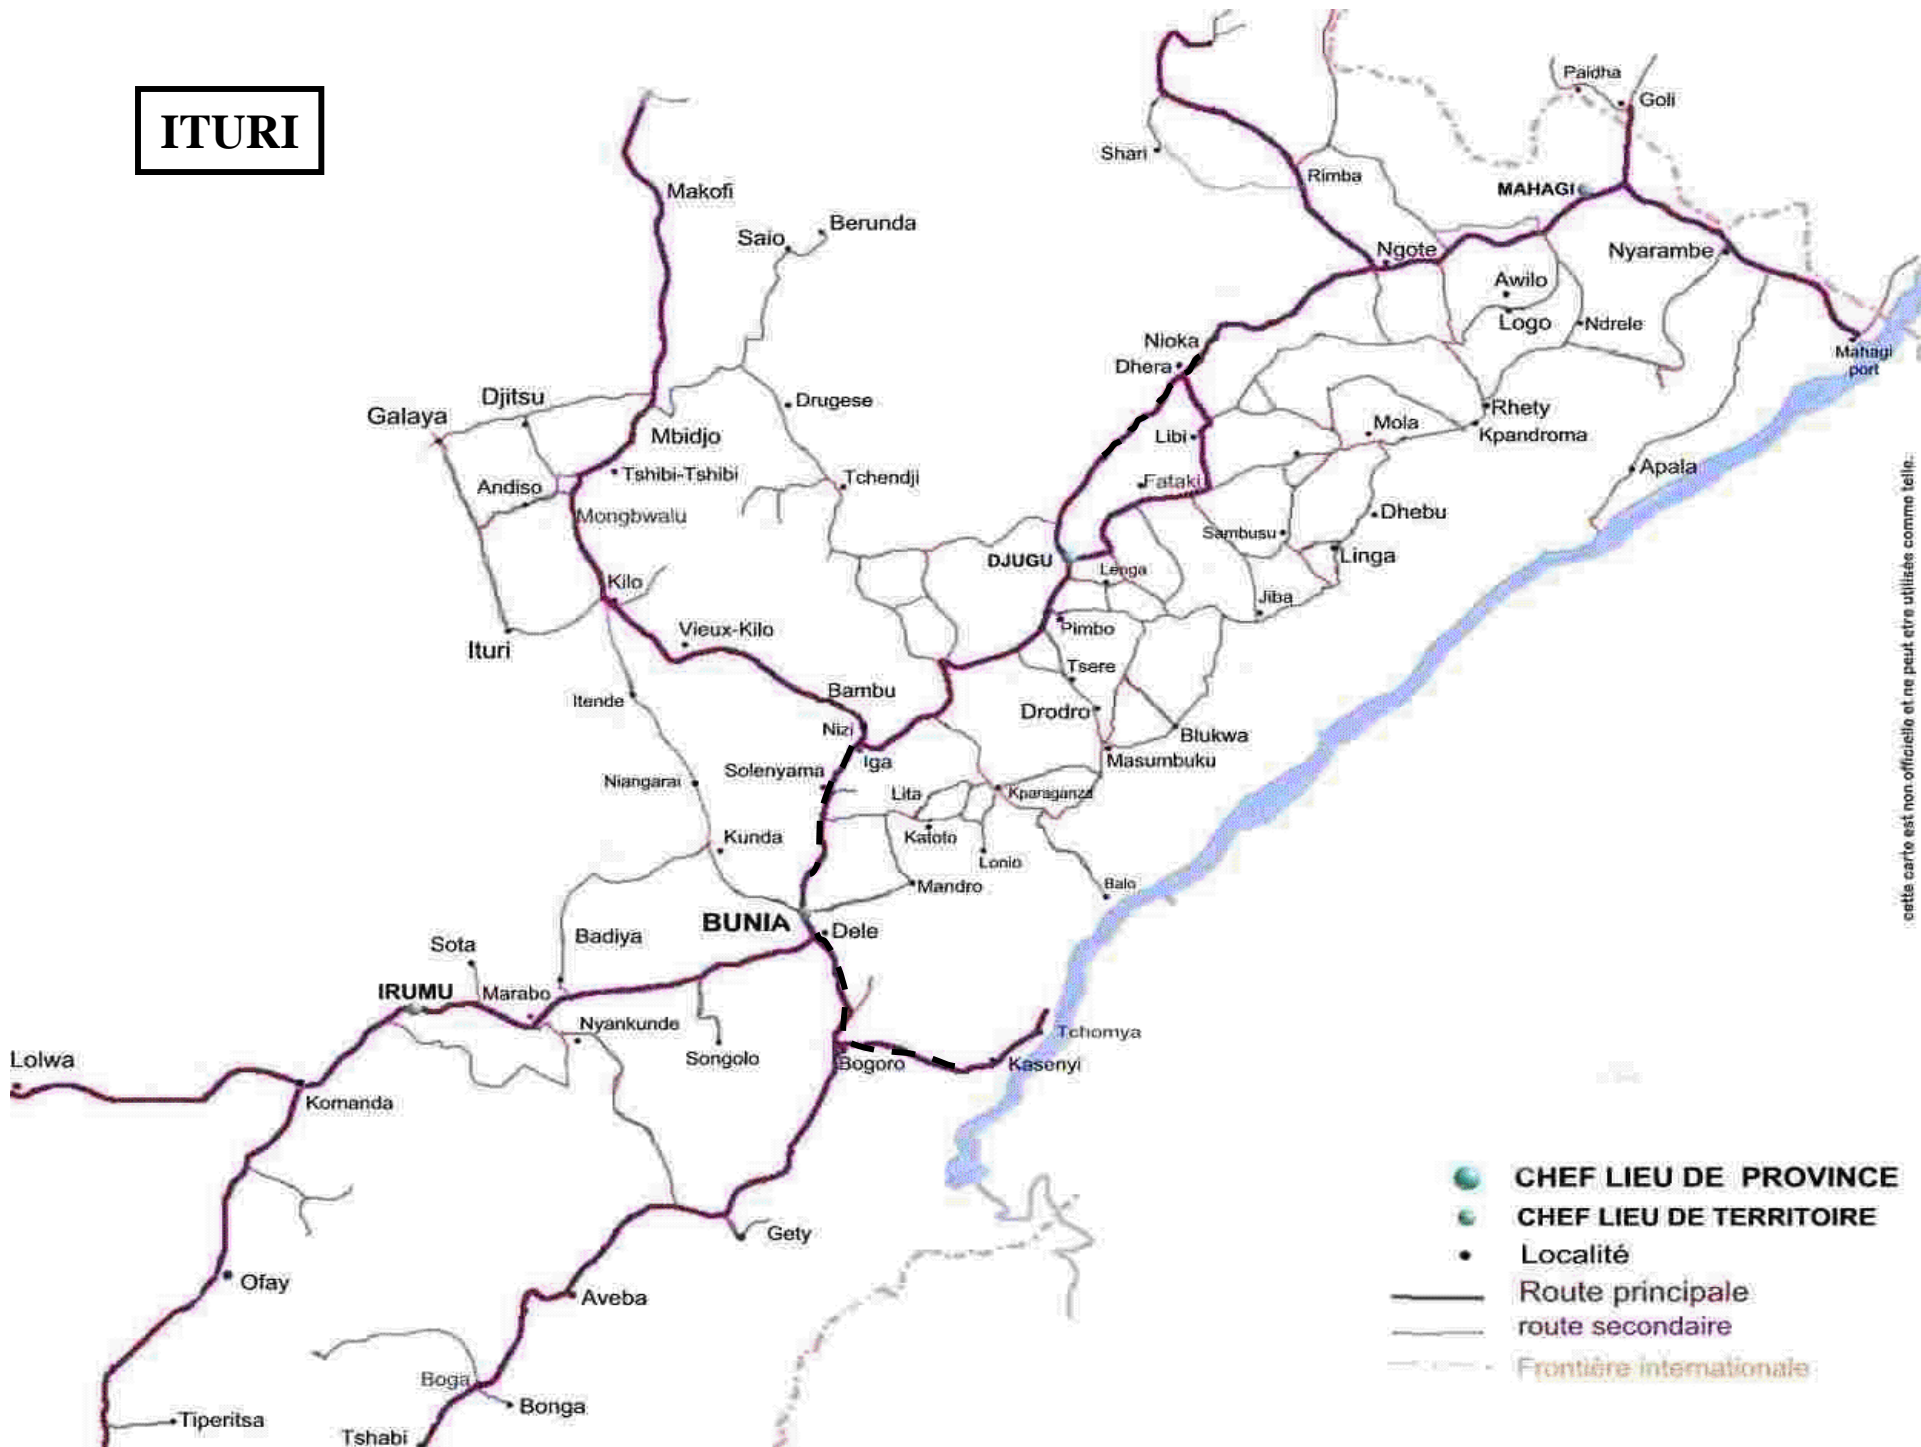 ITURI
Paidha
Goli
Shari
Rimba
MAHAGI
Makofi
Berunda
Saio
Ngote
Nyarambe
Awilo
Logo
Ndrele
Nioka
Dhera
Mahagi
port
Djitsu
Galaya
Drugese
Rhety
Mola
Kpandroma
Mbidjo
Libi
Tshibi-Tshibi
Tchendji
Apala
Andiso
Fataki
Mongbwalu
Dhebu
Sambusu
Linga
DJUGU
Lenga
Kilo
Jiba
Vieux-Kilo
Pimbo
Ituri
Tsere
Bambu
Itende
Drodro
Nizi
Blukwa
Iga
Masumbuku
Solenyama
Niangarai
Lita
Kparaganza
Kunda
Katoto
Lonio
Mandro
Balo
BUNIA
Dele
Badiya
Sota
IRUMU
Marabo
Nyankunde
Tchomya
Lolwa
Songolo
Bogoro
Kasenyi
Komanda
Gety
Ofay
Aveba
Boga
Bonga
Tiperitsa
Tshabi
CHEF LIEU DE PROVINCE
CHEF LIEU DE TERRITOIRE
Localité
Route principale
route secondaire
Frontière internationale
cette carte est non officielle et ne peut etre utilisée comme telle.